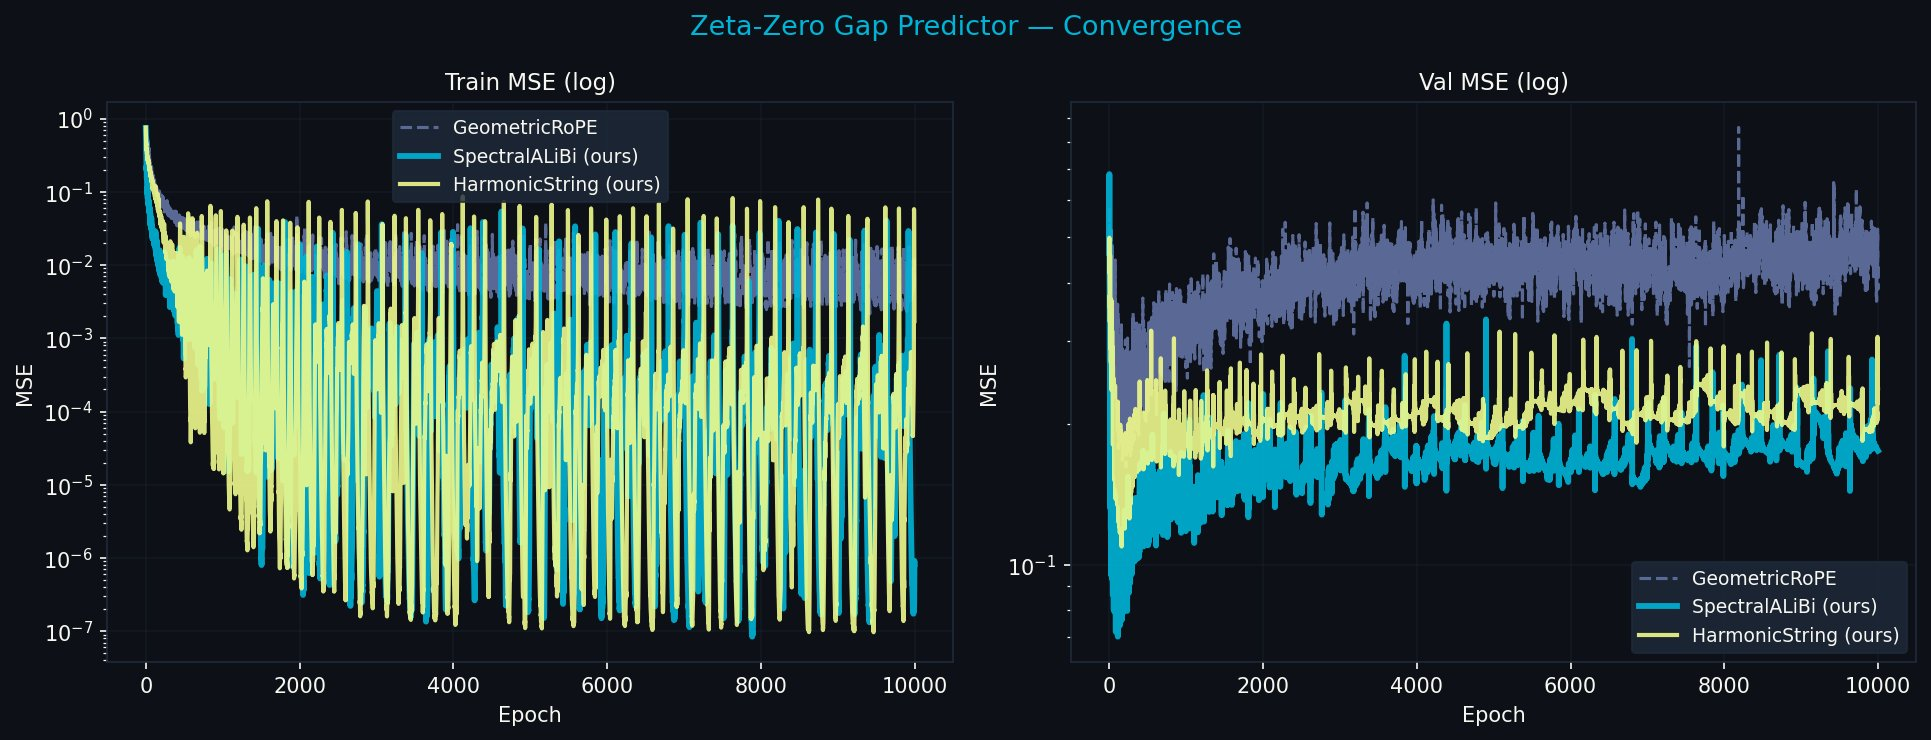 Zeta-Zero Gap Predictor — Convergence
Train MSE (log)
MSE
10⁰
10⁻¹
10⁻²
10⁻³
10⁻⁴
10⁻⁵
10⁻⁶
10⁻⁷
GeometricRoPE
SpectralALiBi (ours)
HarmonicString (ours)
0 2000 4000 6000 8000 10000
Epoch
Val MSE (log)
MSE
10⁻¹
GeometricRoPE
SpectralALiBi (ours)
HarmonicString (ours)
0 2000 4000 6000 8000 10000
Epoch